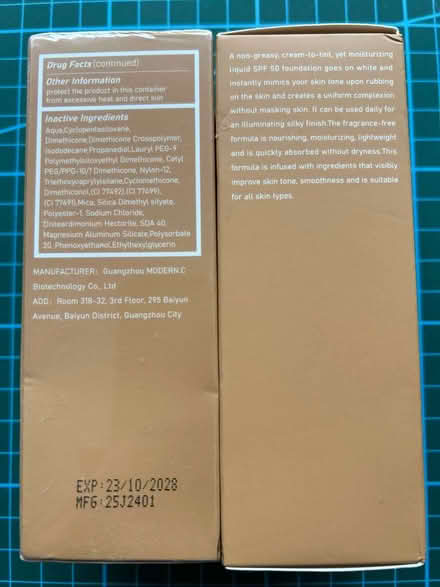 Drug Facts (continued)
Other Information
protect the product in this container
from excessive heat and direct sun
Inactive Ingredients
Aqua,Cyclopentasiloxane,
Dimethicone,Dimethicone Crosspolymer,
Isododecane,Propanediol,Lauryl PEG-9
Polymethylsiloxyethyl Dimethicone, Cetyl
PEG/PPG-10/1 Dimethicone, Nylon-12,
Triethoxycaprylylsilane,Cyclomethicone,
Dimethiconol,(CI 77492),(CI 77499),
(CI 77491),Mica, Silica Dimethyl silylate,
Polyester-1, Sodium Chloride,
Disteardimonium Hectorite, SDA 40,
Magnesium Aluminum Silicate,Polysorbate
20, Phenoxyethanol,Ethylhexylglycerin
MANUFACTURER: Guangzhou MODERN.C
Biotechnology Co., Ltd
ADD: Room 318-32, 3rd Floor, 295 Baiyun
Avenue, Baiyun District, Guangzhou City
EXP:23/10/2028
MFG:25J2401
A non-greasy, cream-to-tint, yet moisturizing
liquid SPF 50 foundation goes on white and
instantly mimics your skin tone upon rubbing
on the skin and creates a uniform complexion
without masking skin. It can be used daily for
an illuminating silky finish.The fragrance-free
formula is nourishing, moisturizing, lightweight
and is quickly absorbed without dryness.This
formula is infused with ingredients that visibly
improve skin tone, smoothness and is suitable
for all skin types.